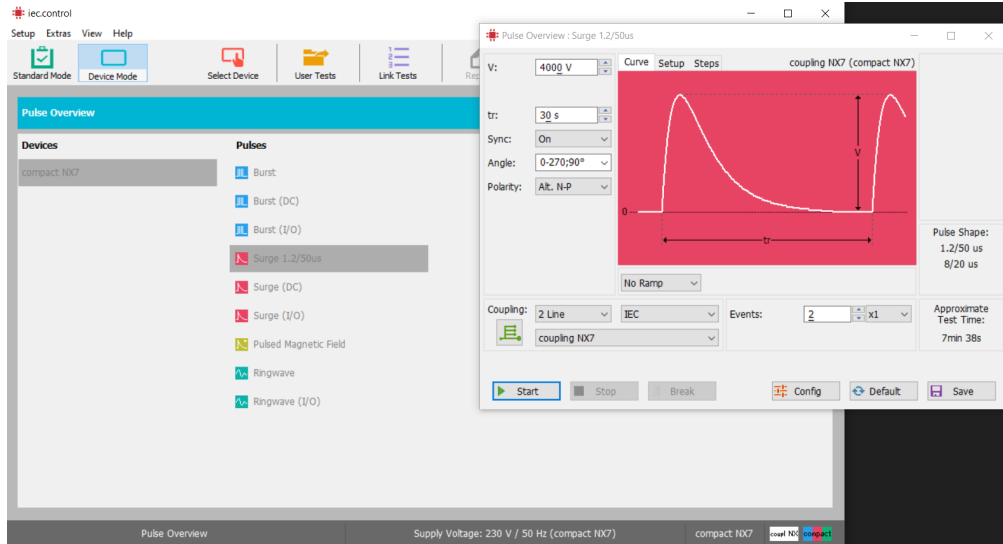 iec.control
Setup Extras View Help
Standard Mode
Device Mode
Select Device
User Tests
Link Tests
Pulse Overview
Devices
Pulses
compact NX7
Burst
Burst (DC)
Burst (I/O)
Surge 1.2/50us
Surge (DC)
Surge (I/O)
Pulsed Magnetic Field
Ringwave
Ringwave (I/O)
Pulse Overview
Supply Voltage: 230 V / 50 Hz (compact NX7)
compact NX7
coupl NX
compact
Pulse Overview : Surge 1.2/50us
V: 4000 V
tr: 30 s
Sync: On
Angle: 0-270;90°
Polarity: Alt. N-P
Curve Setup Steps
coupling NX7 (compact NX7)
V
0
tr
No Ramp
Pulse Shape:
1.2/50 us
8/20 us
Coupling: 2 Line IEC
coupling NX7
Events: 2 x1
Approximate
Test Time:
7min 38s
Start
Stop
Break
Config
Default
Save